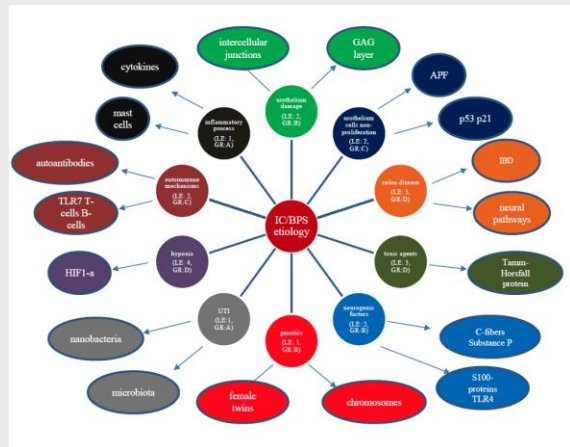 intercellular
junctions
GAG
layer
cytokines
APF
urothelium
damage
(LE: 2,
GR:B)
inflammatory
process
(LE: 1,
GR:A)
urothelium
cells non-
proliferation
(LE: 2,
GR:C)
mast
cells
p53 p21
autoantibodies
autoimmune
mechanisms
(LE: 2,
GR:C)
colon disease
(LE: 3,
GR:D)
IBD
TLR7 T-
cells B-
cells
IC/BPS
etiology
neural
pathways
HIF1-a
hypoxia
(LE: 4,
GR:D)
toxic agents
(LE: 3,
GR:D)
Tamm-
Horsfall
protein
UTI
(LE:1,
GR:A)
genetics
(LE: 1,
GR:B)
neurogenic
factors
(LE: 2,
GR:B)
nanobacteria
C-fibers
Substance P
microbiota
female
twins
chromosomes
S100-
proteins
TLR4